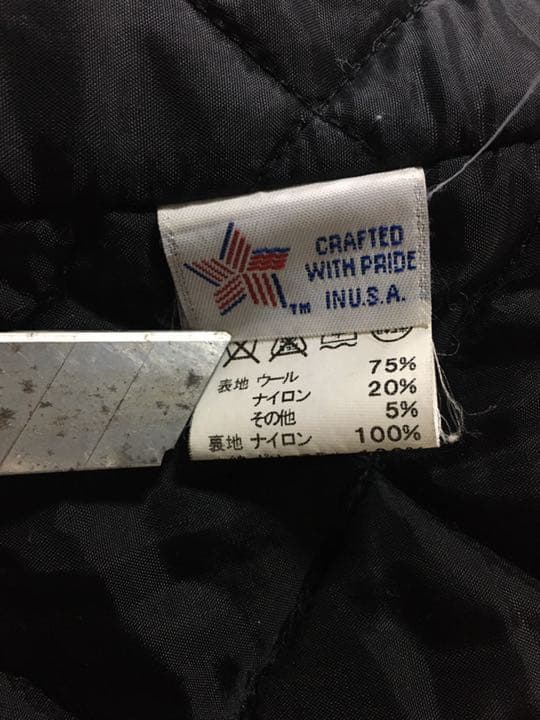 CRAFTED
WITH PRIDE
TM IN U.S.A.
表地 ウール 75%
ナイロン 20%
その他 5%
裏地 ナイロン 100%